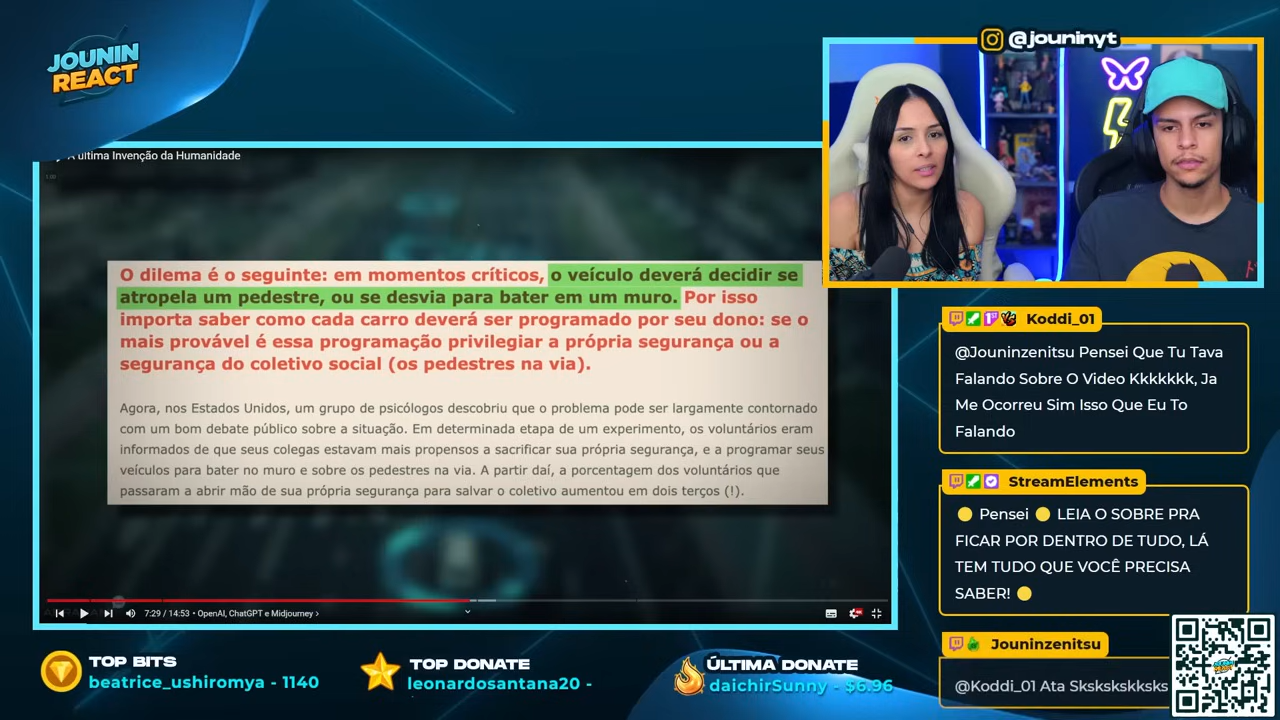 JOUNIN
REACT
@jouninyt
A última Invenção da Humanidade
O dilema é o seguinte: em momentos críticos, o veículo deverá decidir se
atropela um pedestre, ou se desvia para bater em um muro. Por isso
importa saber como cada carro deverá ser programado por seu dono: se o
mais provável é essa programação privilegiar a própria segurança ou a
segurança do coletivo social (os pedestres na via).
Agora, nos Estados Unidos, um grupo de psicólogos descobriu que o problema pode ser largamente contornado
com um bom debate público sobre a situação. Em determinada etapa de um experimento, os voluntários eram
informados de que seus colegas estavam mais propensos a sacrificar sua própria segurança, e a programar seus
veículos para bater no muro e sobre os pedestres na via. A partir daí, a porcentagem dos voluntários que
passaram a abrir mão de sua própria segurança para salvar o coletivo aumentou em dois terços (!).
7:29 / 14:53 • OpenAI, ChatGPT e Midjourney ›
Koddi_01
@Jouninzenitsu Pensei Que Tu Tava
Falando Sobre O Video Kkkkkkk, Ja
Me Ocorreu Sim Isso Que Eu To
Falando
StreamElements
Pensei LEIA O SOBRE PRA
FICAR POR DENTRO DE TUDO, LÁ
TEM TUDO QUE VOCÊ PRECISA
SABER!
Jouninzenitsu
@Koddi_01 Ata Skskskskksks
TOP BITS
beatrice_ushiromya - 1140
TOP DONATE
leonardosantana20 -
ÚLTIMA DONATE
daichirSunny - $6.96